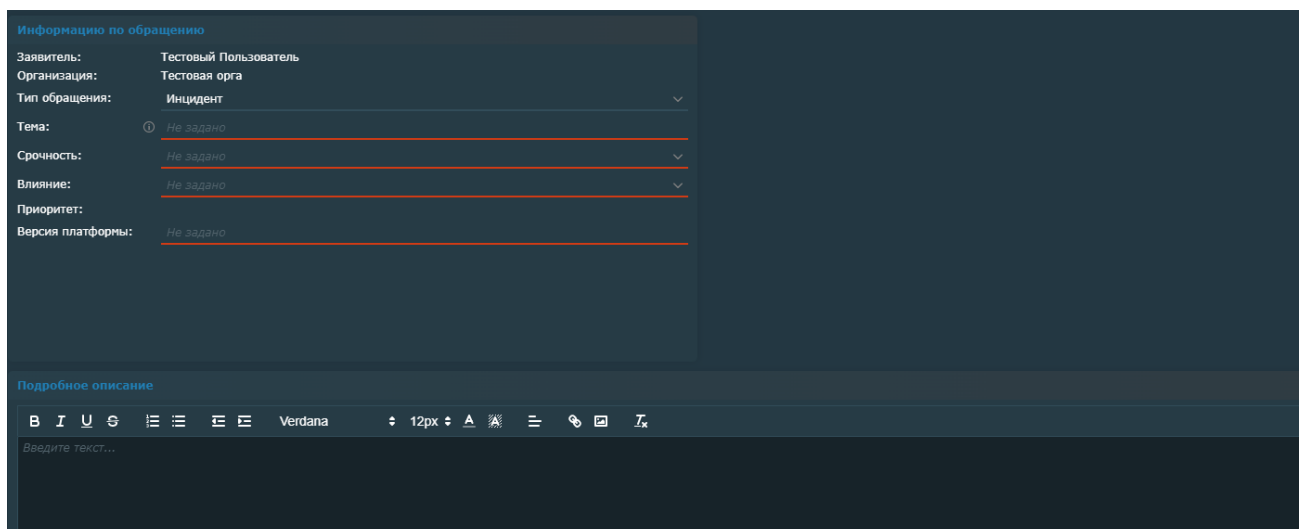 Информацию по обращению
Заявитель: Тестовый Пользователь
Организация: Тестовая орга
Тип обращения: Инцидент
Тема: Не задано
Срочность: Не задано
Влияние: Не задано
Приоритет:
Версия платформы: Не задано
Подробное описание
B I U S Verdana 12px A A Tx
Введите текст...